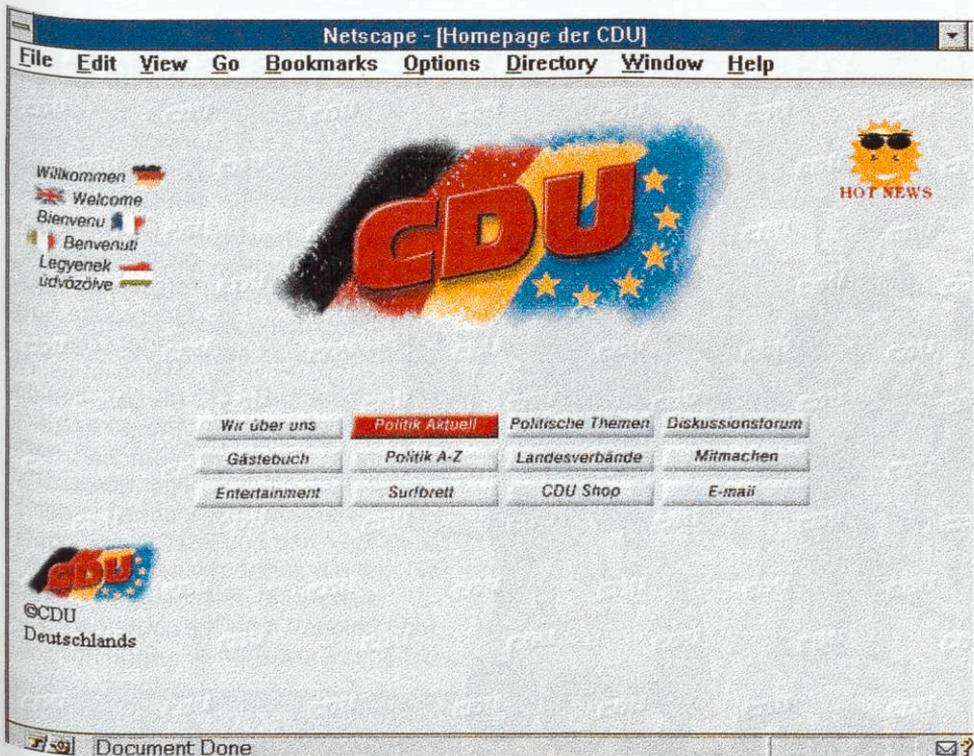 Netscape - [Homepage der CDU]
File Edit View Go Bookmarks Options Directory Window Help
Willkommen
Welcome
Bienvenu
Benvenuti
Legyenek
üdvözölve
CDU
HOT NEWS
Wir über uns Politik Aktuell Politische Themen Diskussionsforum
Gästebuch Politik A-Z Landesverbände Mitmachen
Entertainment Surfbrett CDU Shop E-mail
CDU
©CDU
Deutschlands
Document Done